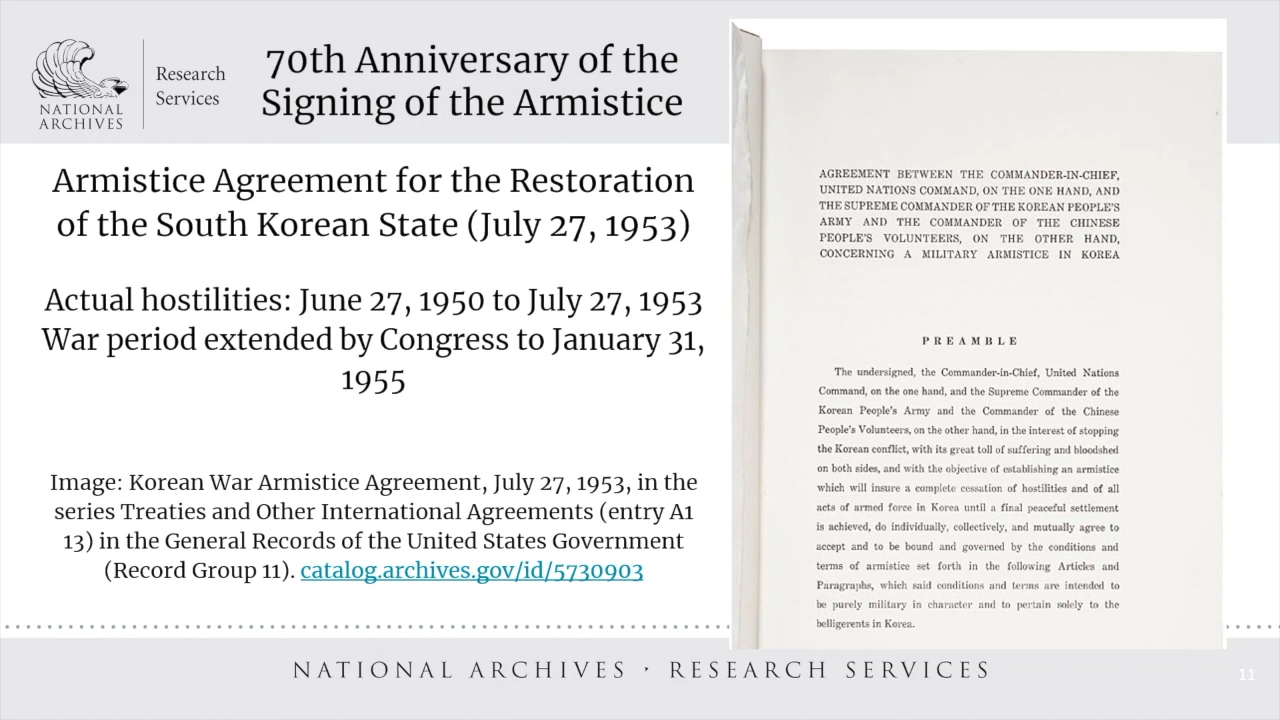 NATIONAL
ARCHIVES
Research
Services
70th Anniversary of the
Signing of the Armistice
Armistice Agreement for the Restoration
of the South Korean State (July 27, 1953)
Actual hostilities: June 27, 1950 to July 27, 1953
War period extended by Congress to January 31,
1955
Image: Korean War Armistice Agreement, July 27, 1953, in the
series Treaties and Other International Agreements (entry A1
13) in the General Records of the United States Government
(Record Group 11). catalog.archives.gov/id/5730903
AGREEMENT BETWEEN THE COMMANDER-IN-CHIEF,
UNITED NATIONS COMMAND, ON THE ONE HAND, AND
THE SUPREME COMMANDER OF THE KOREAN PEOPLE'S
ARMY AND THE COMMANDER OF THE CHINESE
PEOPLE'S VOLUNTEERS, ON THE OTHER HAND,
CONCERNING A MILITARY ARMISTICE IN KOREA
PREAMBLE
The undersigned, the Commander-in-Chief, United Nations
Command, on the one hand, and the Supreme Commander of the
Korean People's Army and the Commander of the Chinese
People's Volunteers, on the other hand, in the interest of stopping
the Korean conflict, with its great toll of suffering and bloodshed
on both sides, and with the objective of establishing an armistice
which will insure a complete cessation of hostilities and of all
acts of armed force in Korea until a final peaceful settlement
is achieved, do individually, collectively, and mutually agree to
accept and to be bound and governed by the conditions and
terms of armistice set forth in the following Articles and
Paragraphs, which said conditions and terms are intended to
be purely military in character and to pertain solely to the
belligerents in Korea.
NATIONAL ARCHIVES · RESEARCH SERVICES
11